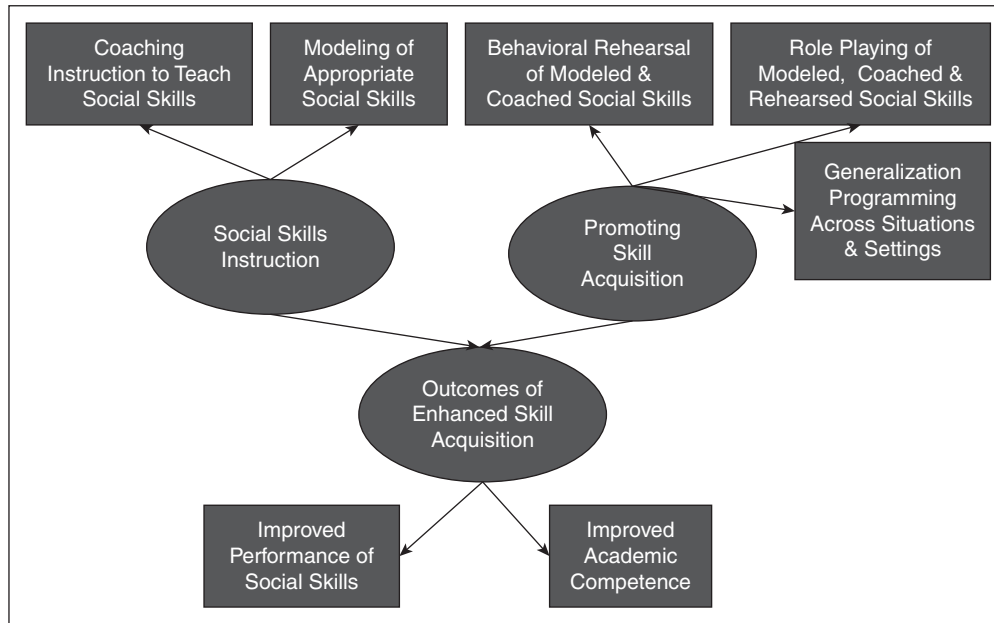 Coaching
Instruction to Teach
Social Skills
Modeling of
Appropriate
Social Skills
Behavioral Rehearsal
of Modeled &
Coached Social Skills
Role Playing of
Modeled, Coached &
Rehearsed Social Skills
Generalization
Programming
Across Situations
& Settings
Social Skills
Instruction
Promoting
Skill
Acquisition
Outcomes of
Enhanced Skill
Acquisition
Improved
Performance of
Social Skills
Improved
Academic
Competence